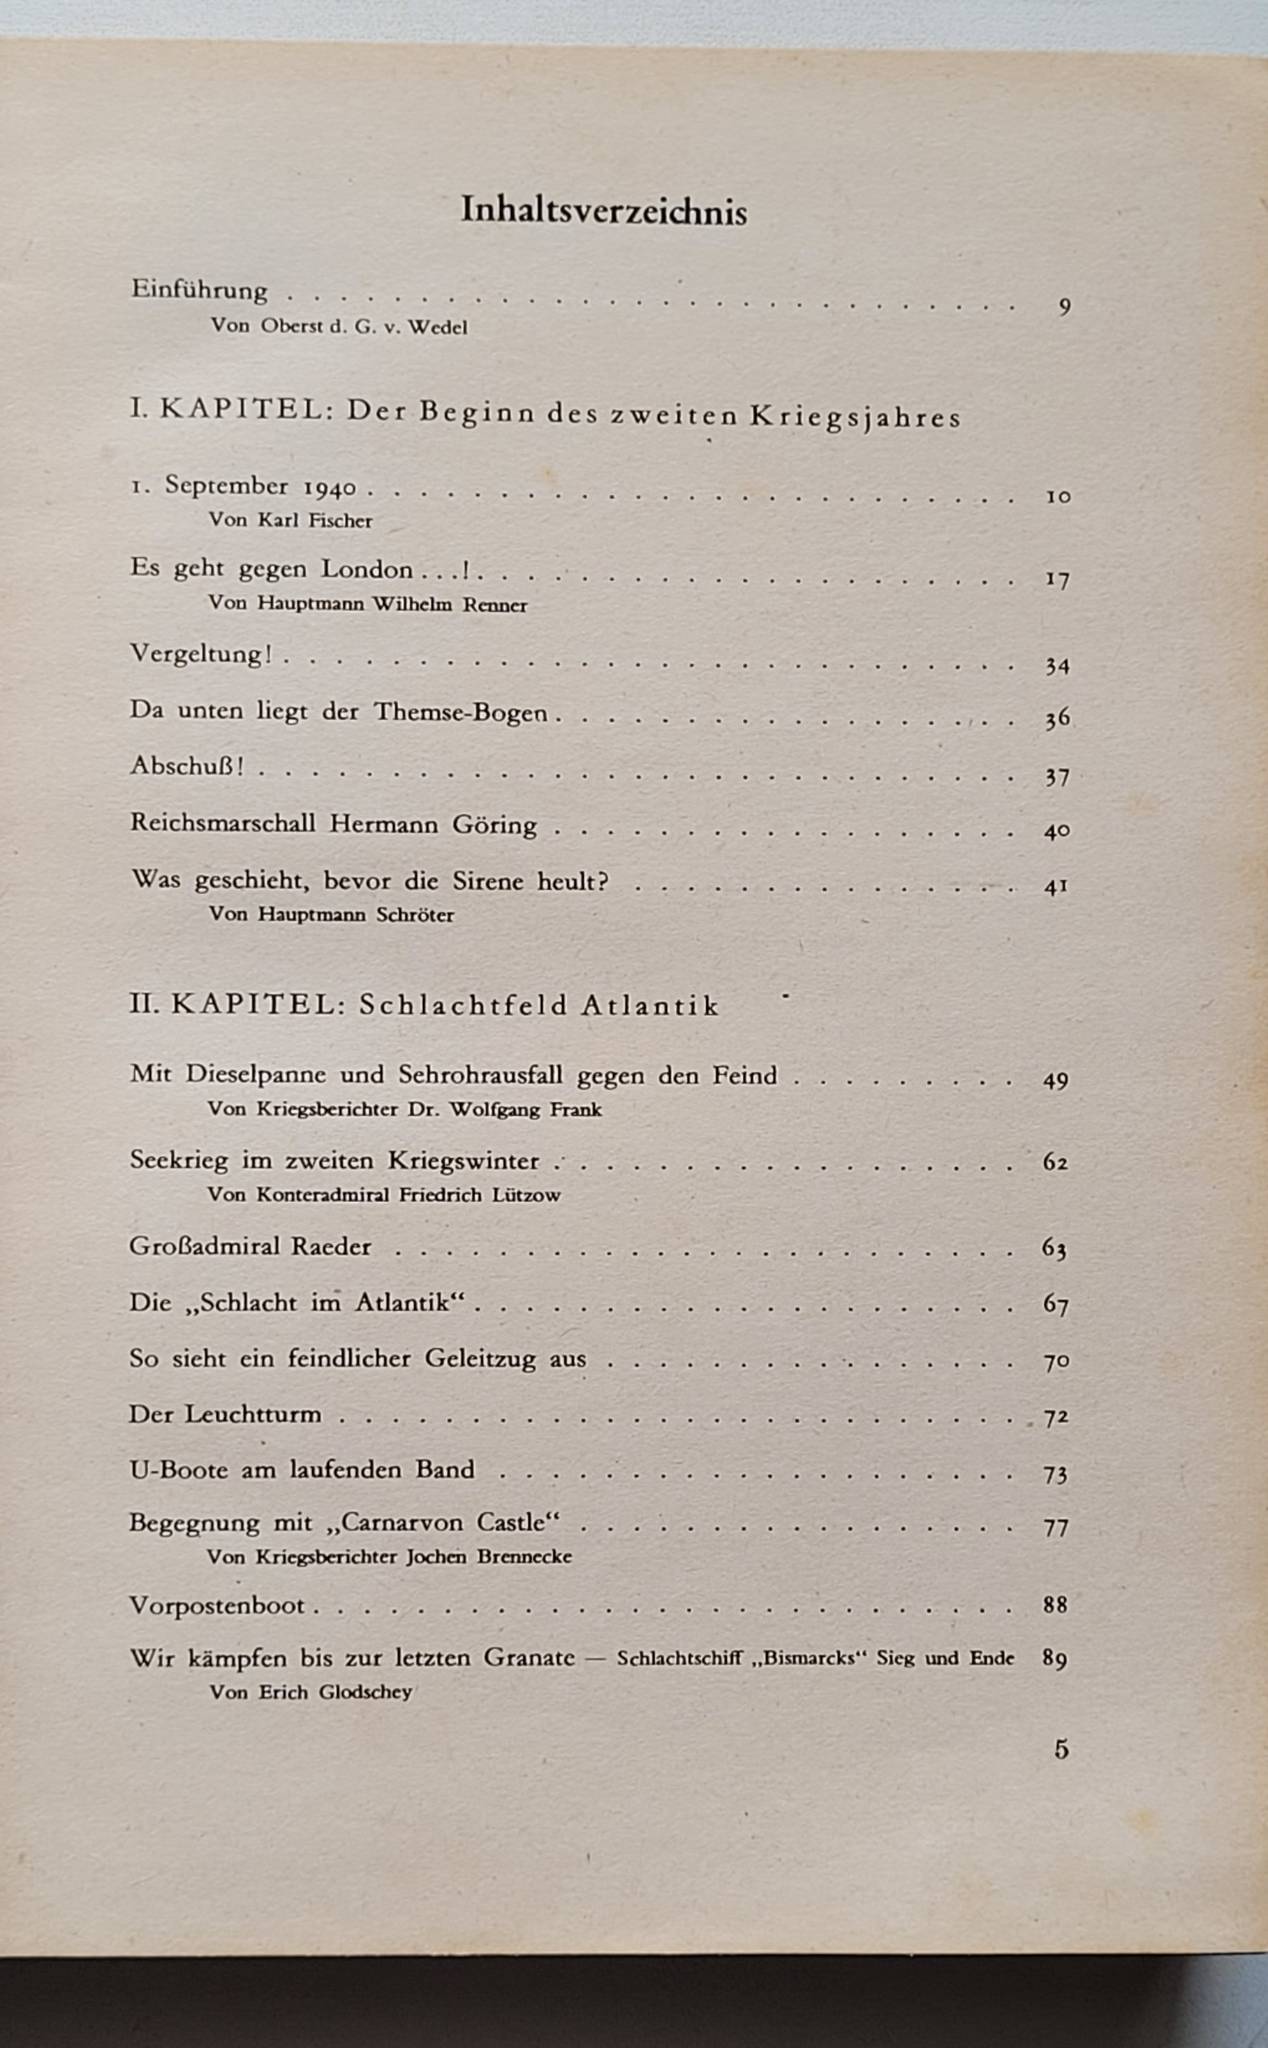 Inhaltsverzeichnis
Einführung . . . . . . . . . . . . . . . . . . . . . . . . . . . . 9
Von Oberst d. G. v. Wedel
I. KAPITEL: Der Beginn des zweiten Kriegsjahres
1. September 1940 . . . . . . . . . . . . . . . . . . . . . . . . . 10
Von Karl Fischer
Es geht gegen London . . . ! . . . . . . . . . . . . . . . . . . . . . 17
Von Hauptmann Wilhelm Renner
Vergeltung! . . . . . . . . . . . . . . . . . . . . . . . . . . . . 34
Da unten liegt der Themse-Bogen . . . . . . . . . . . . . . . . . . 36
Abschuß! . . . . . . . . . . . . . . . . . . . . . . . . . . . . . 37
Reichsmarschall Hermann Göring . . . . . . . . . . . . . . . . . . 40
Was geschieht, bevor die Sirene heult? . . . . . . . . . . . . . . . 41
Von Hauptmann Schröter
II. KAPITEL: Schlachtfeld Atlantik
Mit Dieselpanne und Sehrohrausfall gegen den Feind . . . . . . . . . 49
Von Kriegsberichter Dr. Wolfgang Frank
Seekrieg im zweiten Kriegswinter . . . . . . . . . . . . . . . . . . 62
Von Konteradmiral Friedrich Lützow
Großadmiral Raeder . . . . . . . . . . . . . . . . . . . . . . . . 63
Die „Schlacht im Atlantik“ . . . . . . . . . . . . . . . . . . . . . 67
So sieht ein feindlicher Geleitzug aus . . . . . . . . . . . . . . . . 70
Der Leuchtturm . . . . . . . . . . . . . . . . . . . . . . . . . . 72
U-Boote am laufenden Band . . . . . . . . . . . . . . . . . . . . 73
Begegnung mit „Carnarvon Castle“ . . . . . . . . . . . . . . . . . 77
Von Kriegsberichter Jochen Brennecke
Vorpostenboot . . . . . . . . . . . . . . . . . . . . . . . . . . . 88
Wir kämpfen bis zur letzten Granate — Schlachtschiff „Bismarcks“ Sieg und Ende 89
Von Erich Glodschey
5